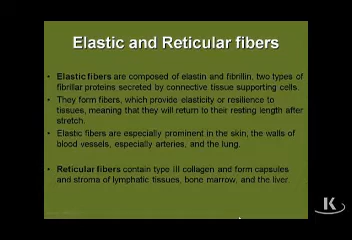 Elastic and Reticular fibers
• Elastic fibers are composed of elastin and fibrillin, two types of
fibrillar proteins secreted by connective tissue supporting cells.
• They form fibers, which provide elasticity or resilience to
tissues, meaning that they will return to their resting length after
stretch.
• Elastic fibers are especially prominent in the skin, the walls of
blood vessels, especially arteries, and the lung.
• Reticular fibers contain type III collagen and form capsules
and stroma of lymphatic tissues, bone marrow, and the liver.
K